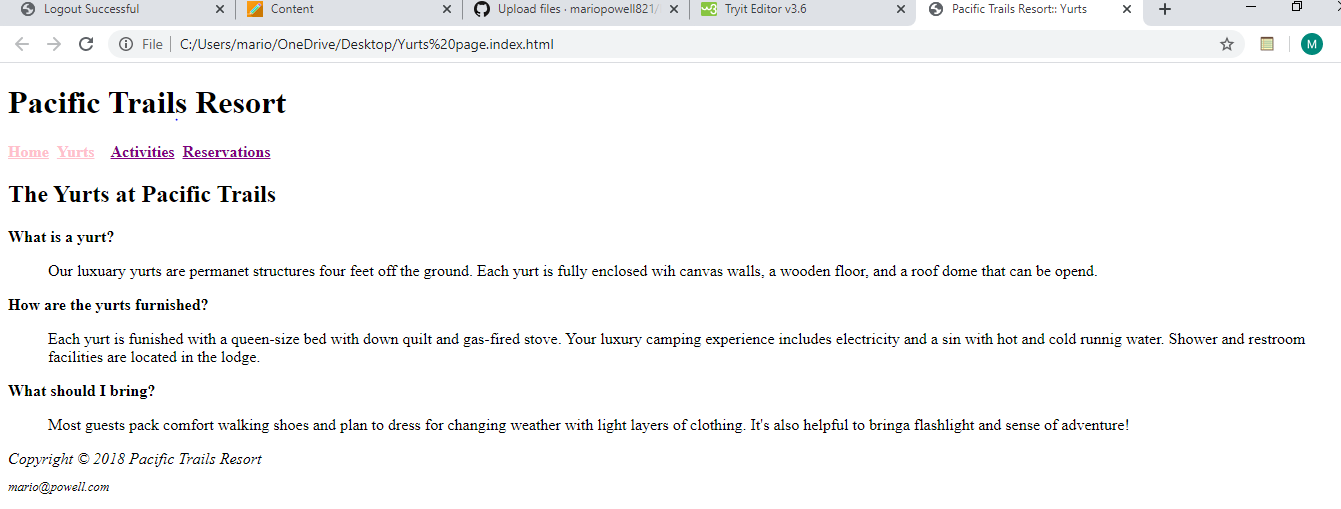 Logout Successful Content Upload files · mariopowell821/ Tryit Editor v3.6 Pacific Trails Resort:: Yurts
File C:/Users/mario/OneDrive/Desktop/Yurts%20page.index.html M
Pacific Trails Resort
Home Yurts Activities Reservations
The Yurts at Pacific Trails
What is a yurt?
Our luxuary yurts are permanet structures four feet off the ground. Each yurt is fully enclosed wih canvas walls, a wooden floor, and a roof dome that can be opend.
How are the yurts furnished?
Each yurt is funished with a queen-size bed with down quilt and gas-fired stove. Your luxury camping experience includes electricity and a sin with hot and cold runnig water. Shower and restroom
facilities are located in the lodge.
What should I bring?
Most guests pack comfort walking shoes and plan to dress for changing weather with light layers of clothing. It's also helpful to bringa flashlight and sense of adventure!
Copyright © 2018 Pacific Trails Resort
mario@powell.com